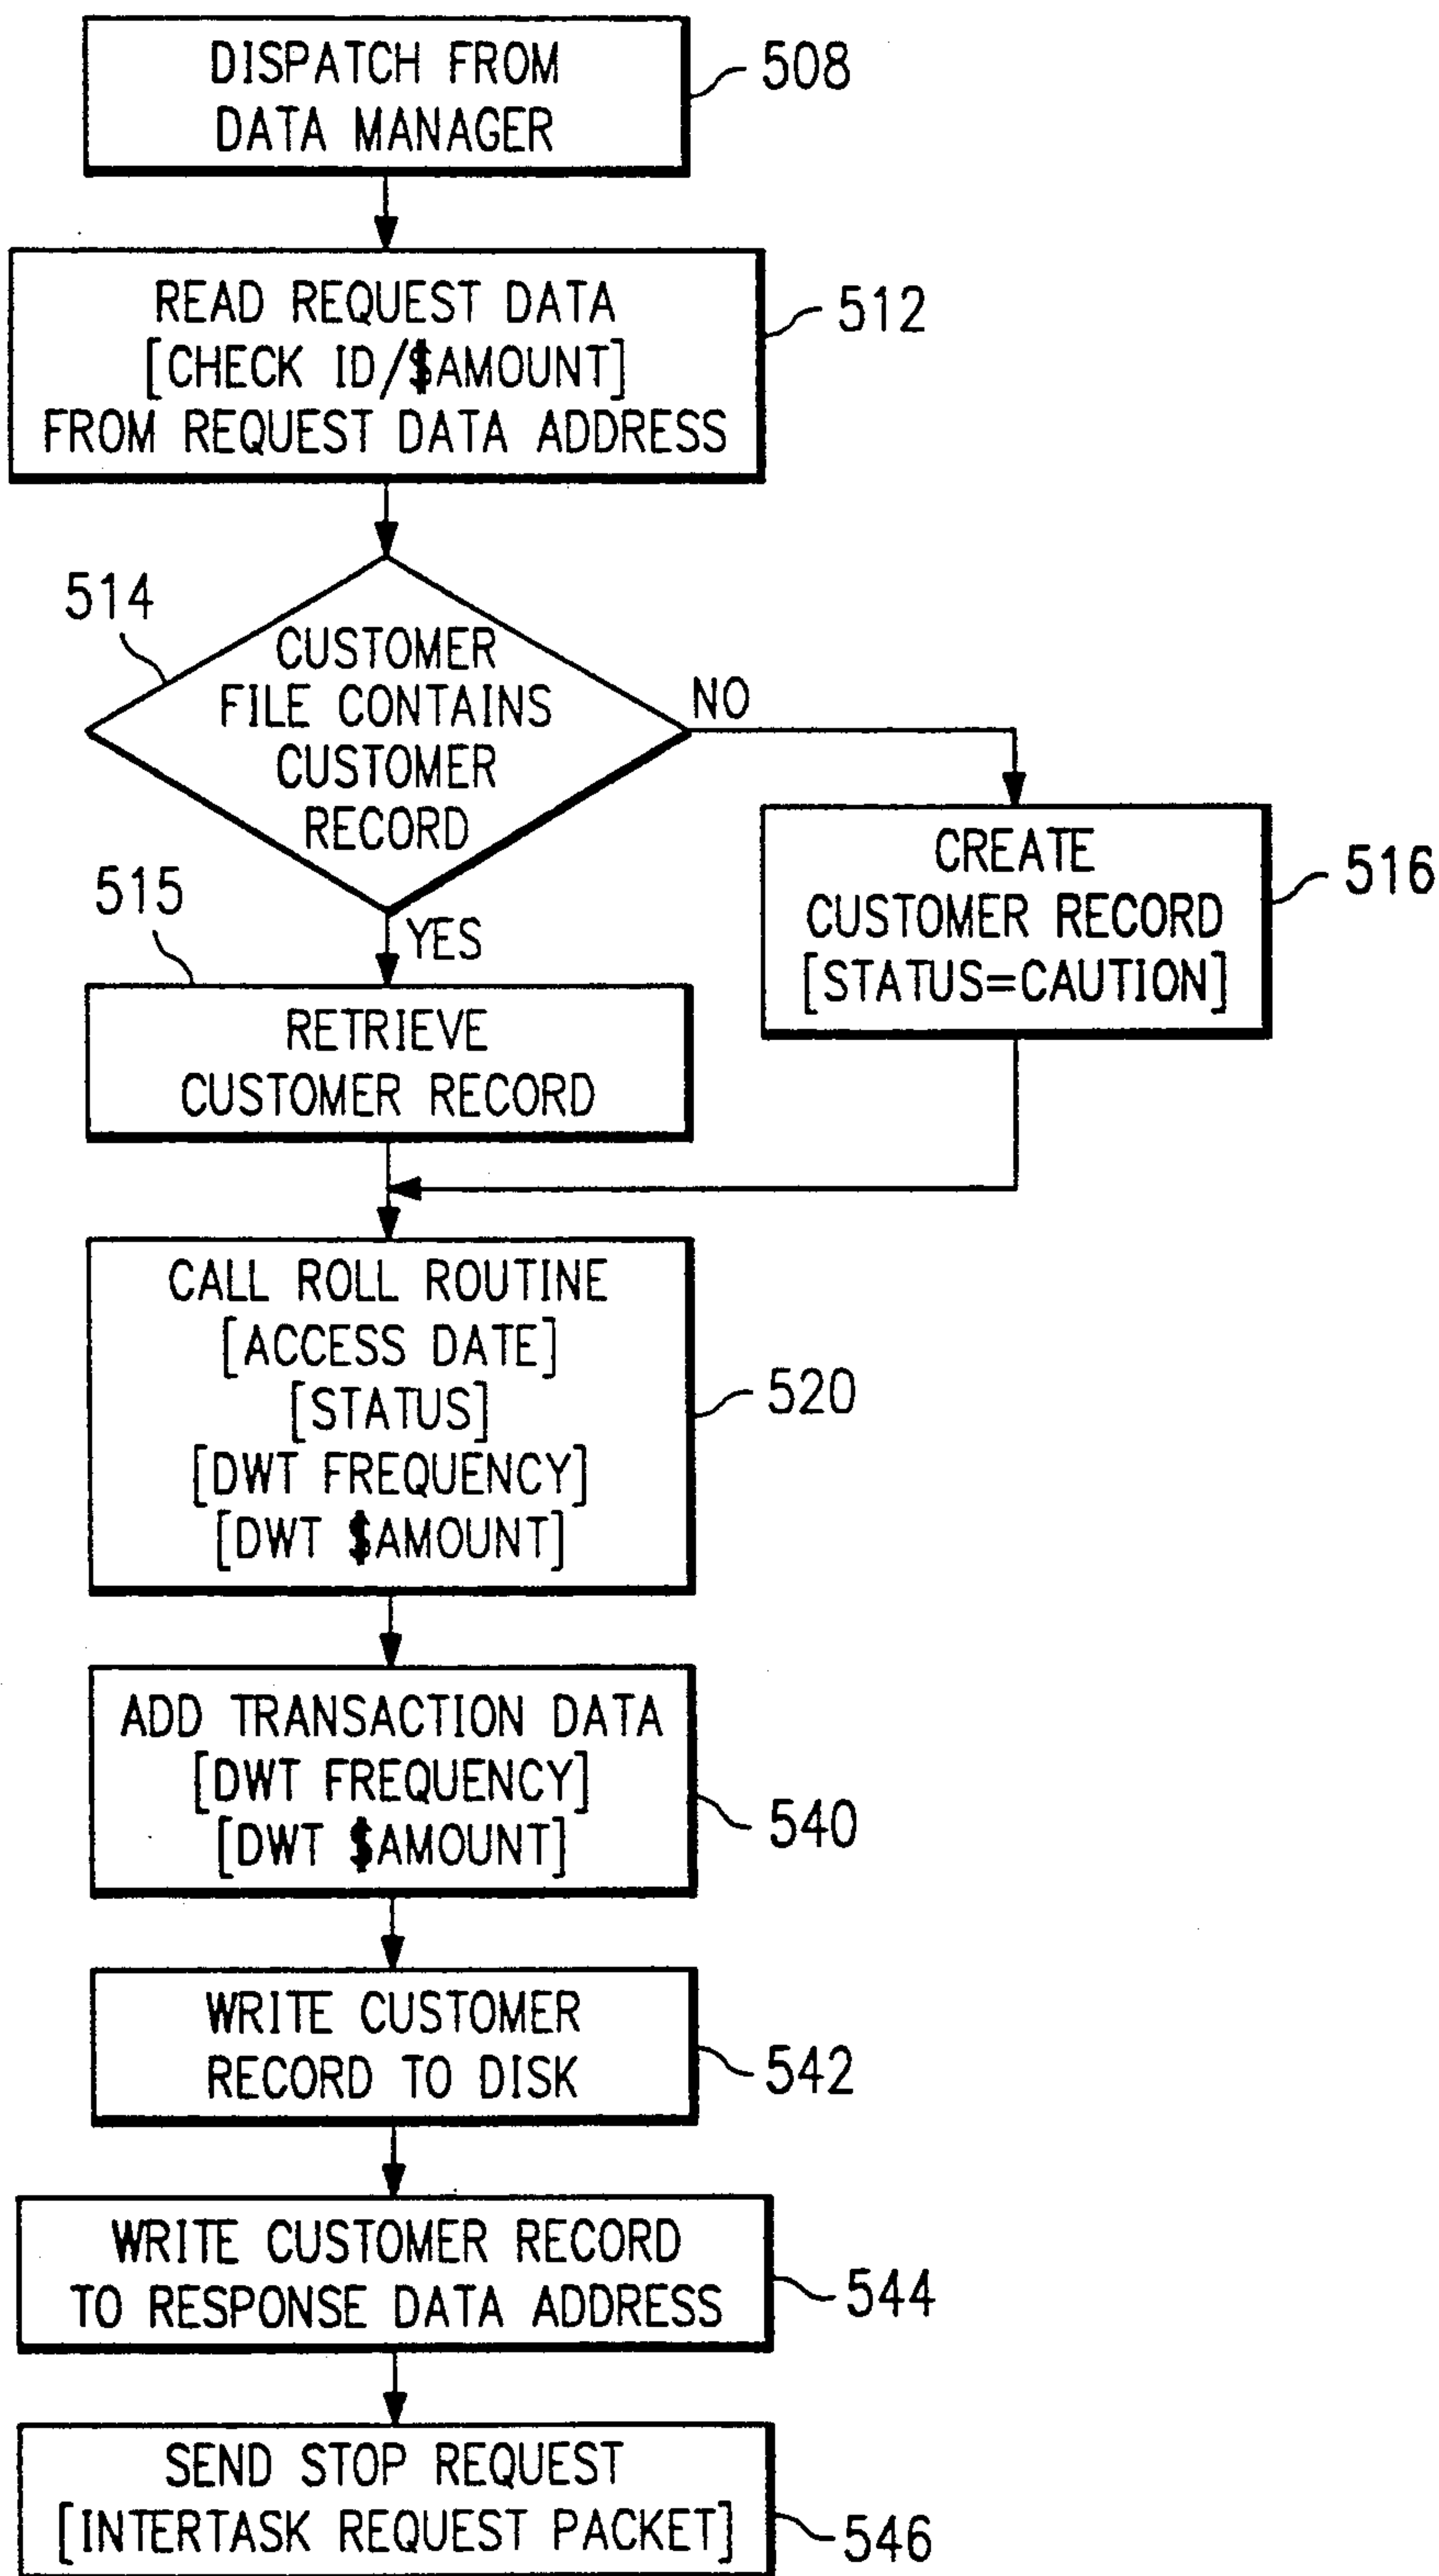 DISPATCH FROM
DATA MANAGER
508
READ REQUEST DATA
[CHECK ID/$AMOUNT]
FROM REQUEST DATA ADDRESS
512
514
CUSTOMER
FILE CONTAINS
CUSTOMER
RECORD
NO
YES
CREATE
CUSTOMER RECORD
[STATUS=CAUTION]
516
515
RETRIEVE
CUSTOMER RECORD
CALL ROLL ROUTINE
[ACCESS DATE]
[STATUS]
[DWT FREQUENCY]
[DWT $AMOUNT]
520
ADD TRANSACTION DATA
[DWT FREQUENCY]
[DWT $AMOUNT]
540
WRITE CUSTOMER
RECORD TO DISK
542
WRITE CUSTOMER RECORD
TO RESPONSE DATA ADDRESS
544
SEND STOP REQUEST
[INTERTASK REQUEST PACKET]
546